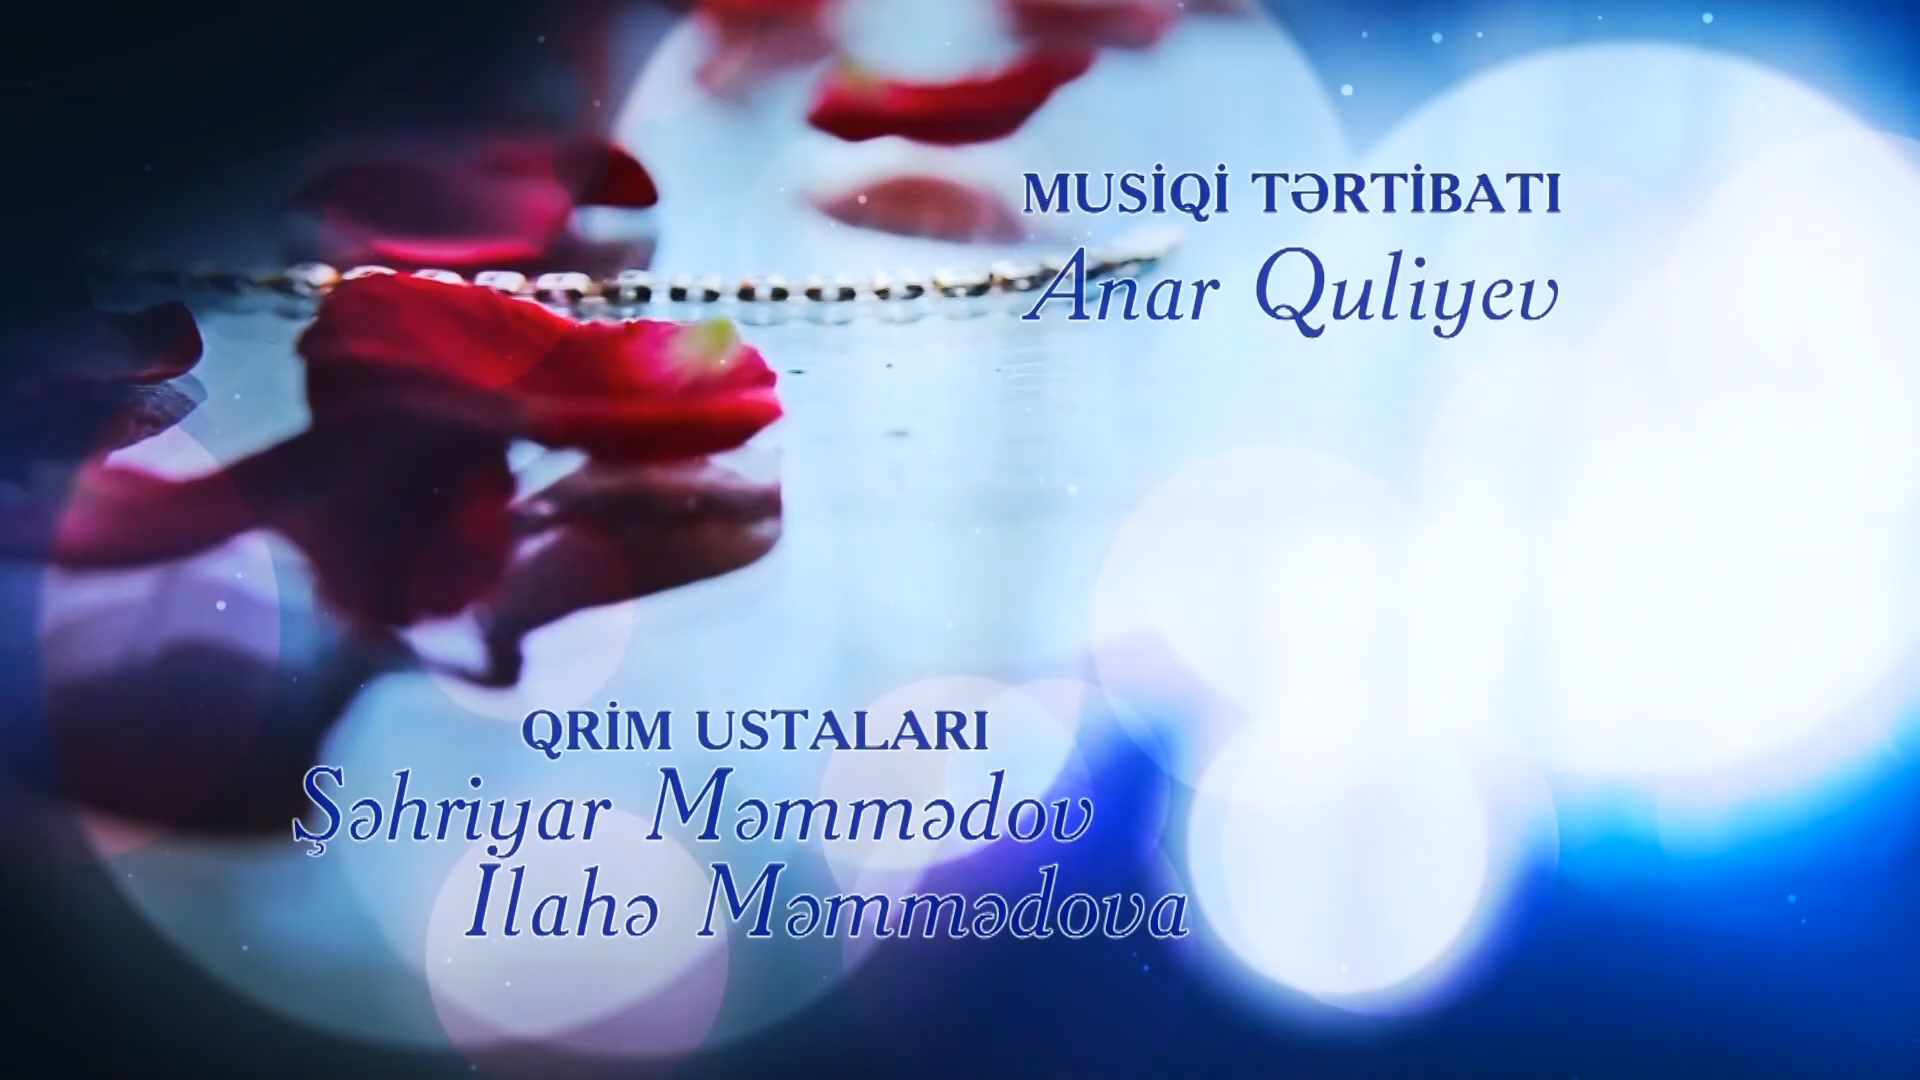 MUSİQİ TƏRTİBATI
Anar Quliyev
QRİM USTALARI
Şəhriyar Məmmədov
İlahə Məmmədova